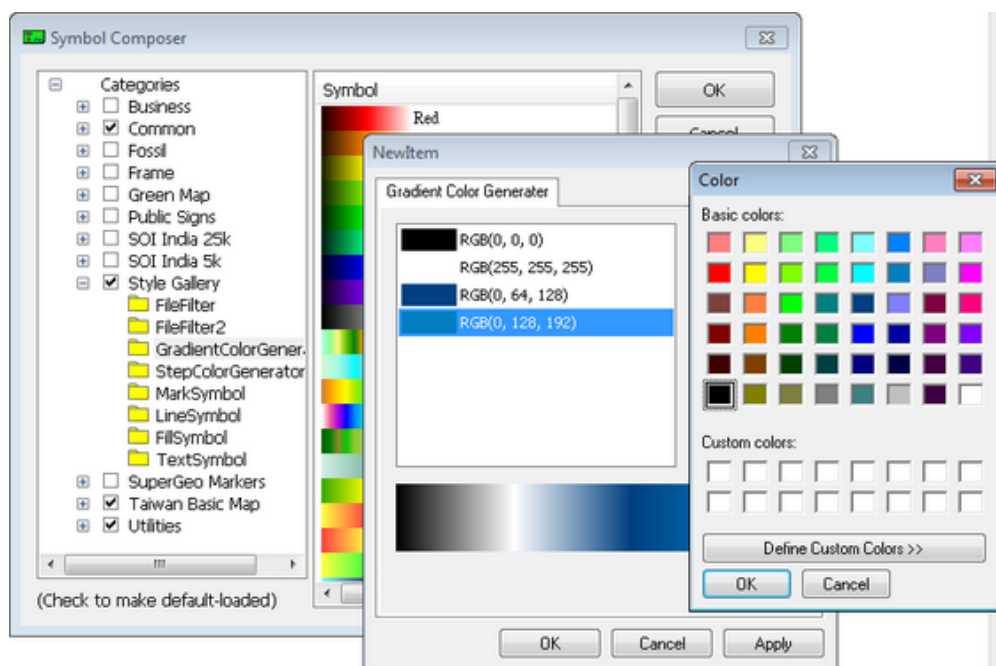 Symbol Composer
Categories
Business
Common
Fossil
Frame
Green Map
Public Signs
SOI India 25k
SOI India 5k
Style Gallery
FileFilter
FileFilter2
GradientColorGener
StepColorGenerator
MarkSymbol
LineSymbol
FillSymbol
TextSymbol
SuperGeo Markers
Taiwan Basic Map
Utilities
(Check to make default-loaded)
Symbol
Red
OK
Cancel
NewItem
Gradient Color Generater
RGB(0, 0, 0)
RGB(255, 255, 255)
RGB(0, 64, 128)
RGB(0, 128, 192)
OK
Cancel
Apply
Color
Basic colors:
Custom colors:
Define Custom Colors >>
OK
Cancel